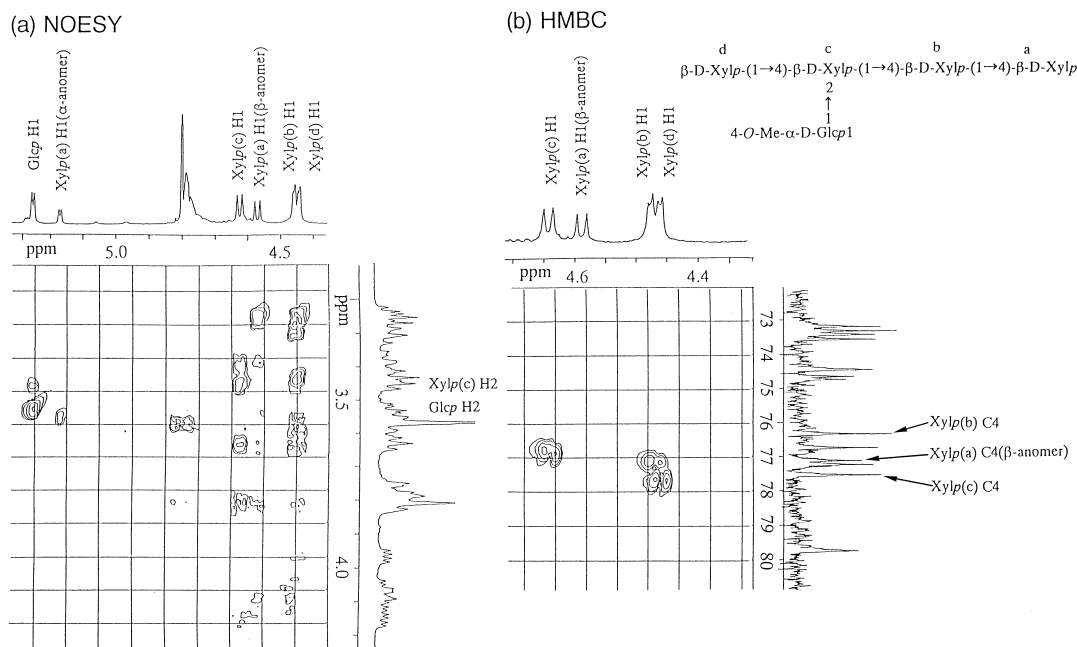 (a) NOESY
Glcp H1
Xylp(a) H1(α-anomer)
Xylp(c) H1
Xylp(a) H1(β-anomer)
Xylp(b) H1
Xylp(d) H1
ppm
5.0
4.5
ppm
3.5
4.0
Xylp(c) H2
Glcp H2
(b) HMBC
d c b a
β-D-Xylp-(1→4)-β-D-Xylp-(1→4)-β-D-Xylp-(1→4)-β-D-Xylp
2
↑
1
4-O-Me-α-D-Glcp1
Xylp(c) H1
Xylp(a) H1(β-anomer)
Xylp(b) H1
Xylp(d) H1
ppm
4.6
4.4
73
74
75
76
77
78
79
80
Xylp(b) C4
Xylp(a) C4(β-anomer)
Xylp(c) C4